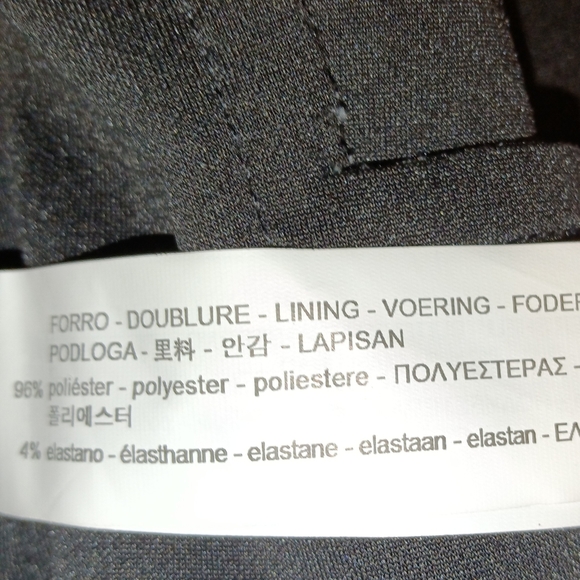 FORRO - DOUBLURE - LINING - VOERING - FODER
PODLOGA - 里料 - 안감 - LAPISAN
96% poliéster - polyester - poliestere - ΠΟΛΥΕΣΤΕΡΑΣ -
폴리에스터
4% elastano - élasthanne - elastane - elastaan - elastan - ΕΛ